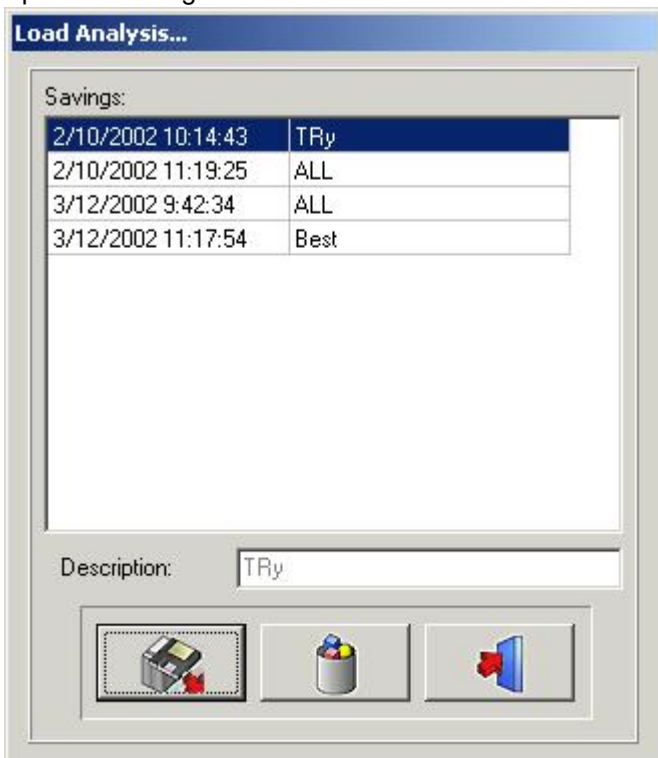 Load Analysis...
Savings:
2/10/2002 10:14:43 TRy
2/10/2002 11:19:25 ALL
3/12/2002 9:42:34 ALL
3/12/2002 11:17:54 Best
Description: TRy